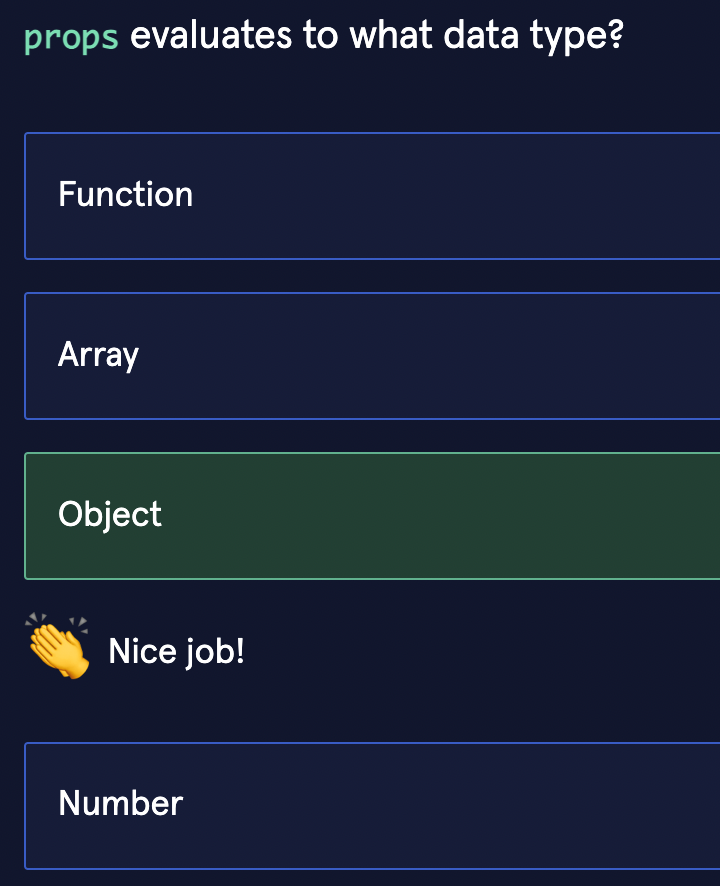 props evaluates to what data type?
Function
Array
Object
Nice job!
Number